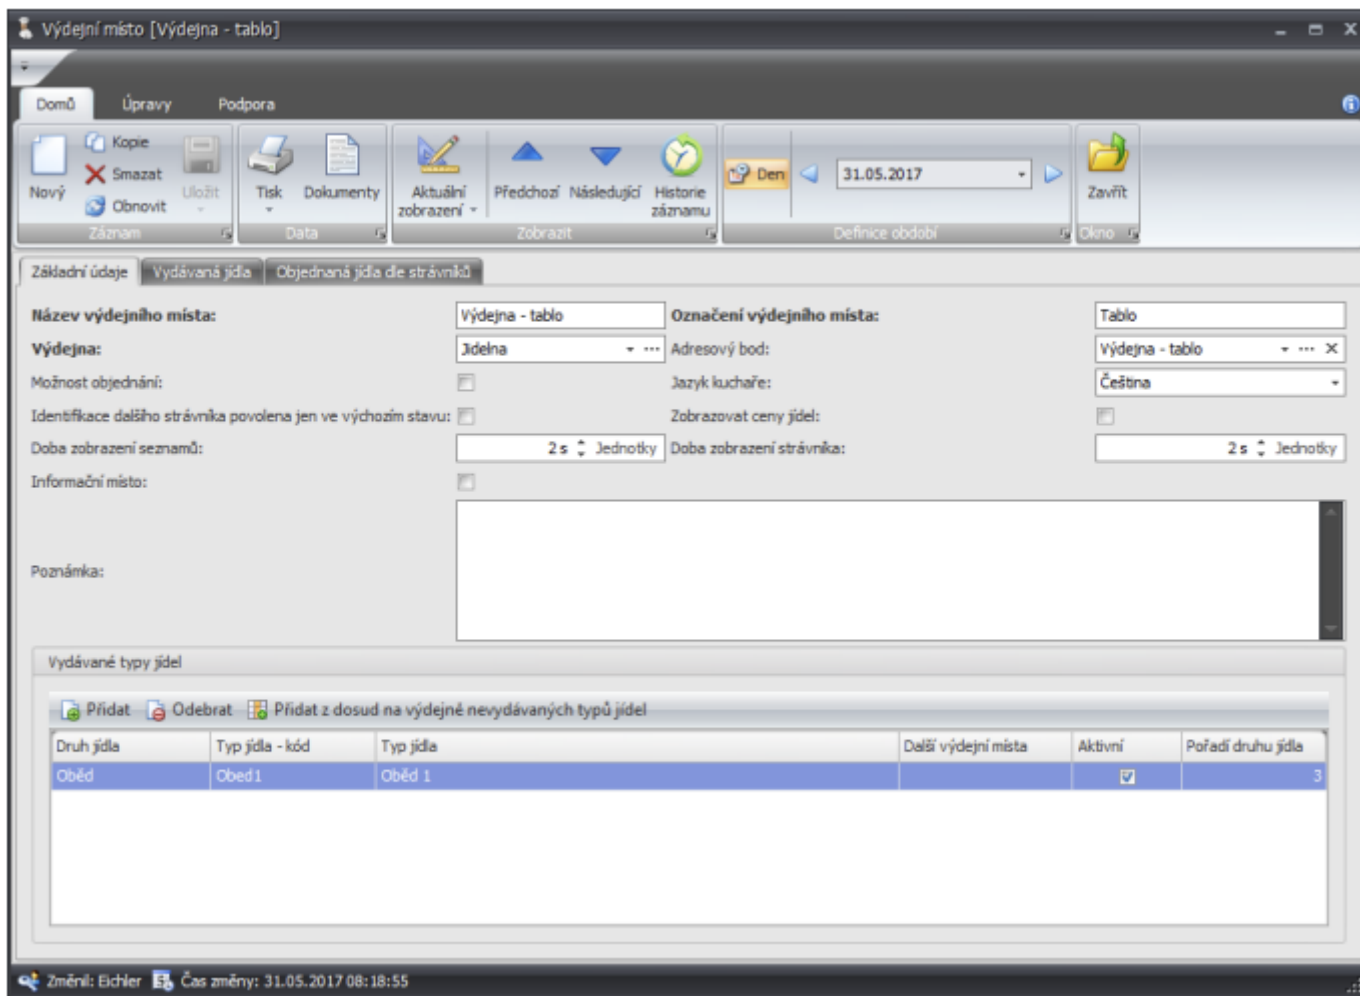 Výdejní místo [Výdejna - tablo]
Domů Úpravy Podpora
Nový Kopie Smazat Obnovit Uložit Tisk Dokumenty Aktuální zobrazení Předchozí Následující Historie záznamu Den 31.05.2017 Zavřít
Záznam Data Zobrazit Definice období Okno
Základní údaje Vydávaná jídla Objednaná jídla dle strávníků
Název výdejního místa: Výdejna - tablo Označení výdejního místa: Tablo
Výdejna: Jídelna Adresový bod: Výdejna - tablo
Možnost objednání: Jazyk kuchaře: Čeština
Identifikace dalšího strávníka povolena jen ve výchozím stavu: Zobrazovat ceny jídel:
Doba zobrazení seznamů: 2 s Jednotky Doba zobrazení strávníka: 2 s Jednotky
Informační místo:
Poznámka:
Vydávané typy jídel
Přidat Odebrat Přidat z dosud na výdejně nevydávaných typů jídel
Druh jídla Typ jídla - kód Typ jídla Další výdejní místa Aktivní Pořadí druhu jídla
Oběd Obed1 Oběd 1 3
Změnil: Eichler Čas změny: 31.05.2017 08:18:55